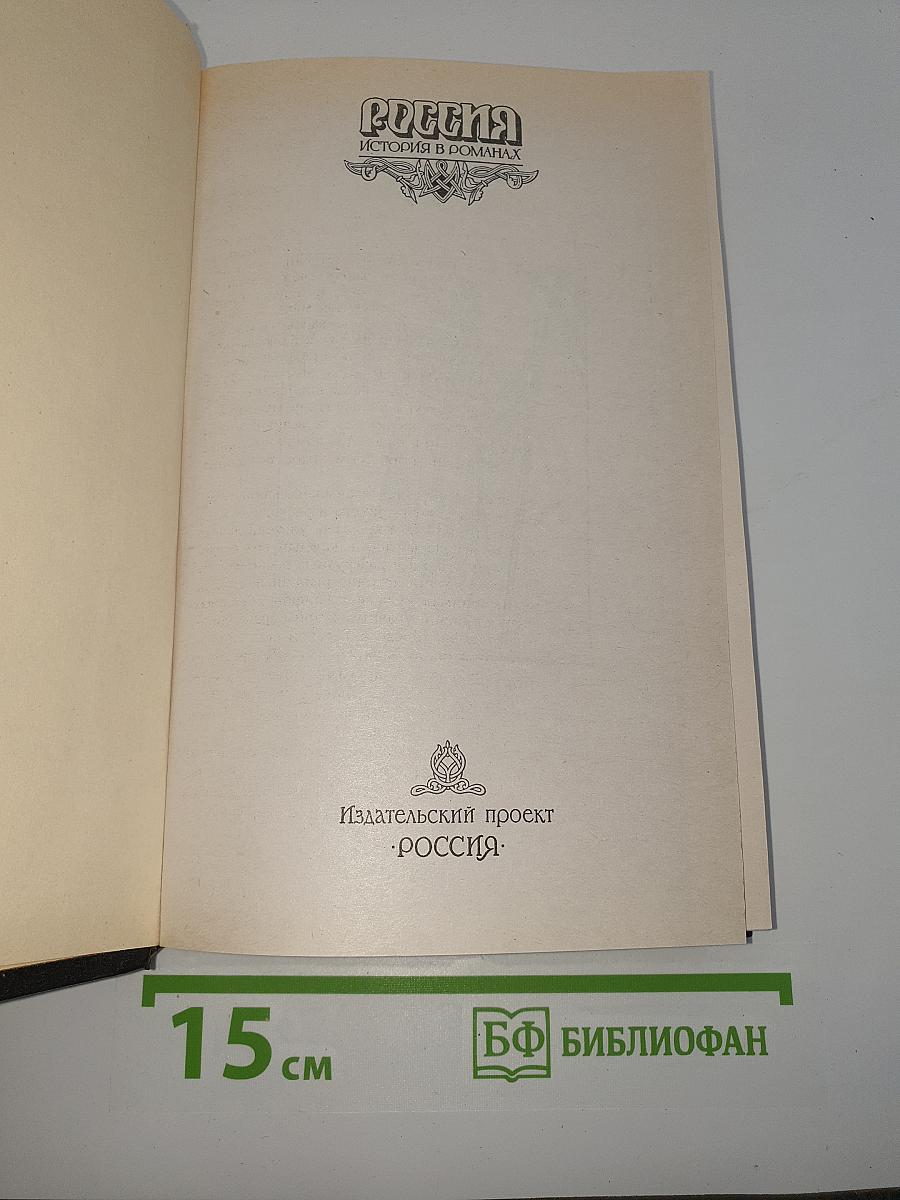 РОССИЯ
ИСТОРИЯ В РОМАНАХ
Издательский проект
·РОССИЯ·
15 см
БФ БИБЛИОФАН